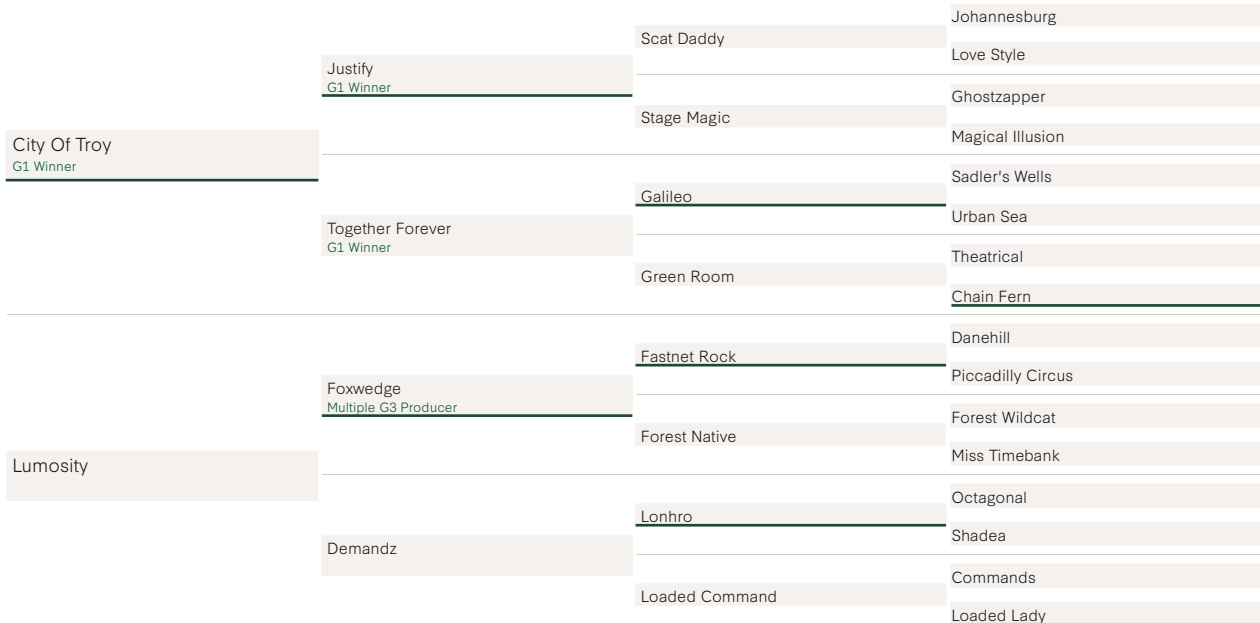 Johannesburg
Scat Daddy
Love Style
Justify
G1 Winner
Ghostzapper
Stage Magic
Magical Illusion
City Of Troy
G1 Winner
Sadler's Wells
Galileo
Urban Sea
Together Forever
G1 Winner
Theatrical
Green Room
Chain Fern
Danehill
Fastnet Rock
Piccadilly Circus
Foxwedge
Multiple G3 Producer
Forest Wildcat
Forest Native
Miss Timebank
Lumosity
Octagonal
Lonhro
Shadea
Demandz
Commands
Loaded Command
Loaded Lady